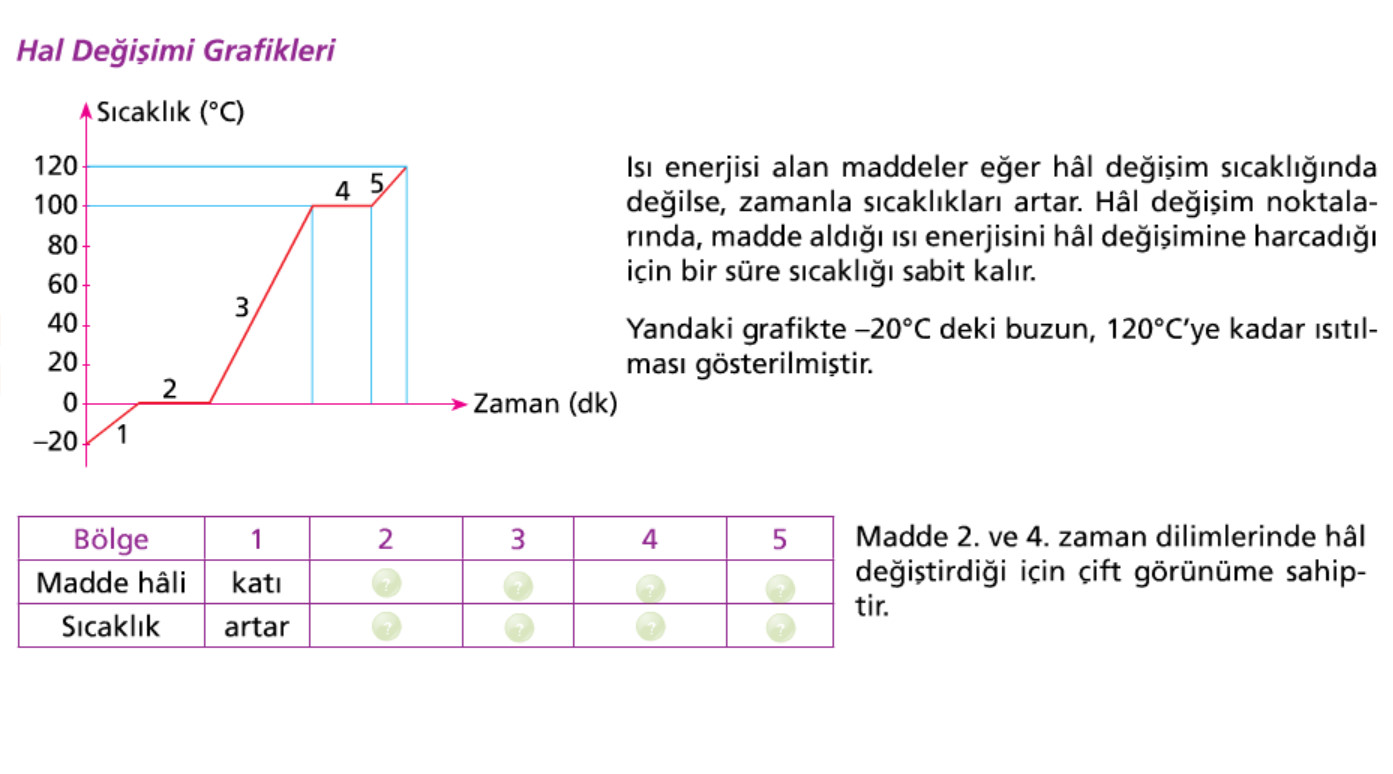 Hal Değişimi Grafikleri
Sıcaklık (°C)
120
100
80
60
40
20
0
–20
1
2
3
4
5
Zaman (dk)
Isı enerjisi alan maddeler eğer hâl değişim sıcaklığında
değilse, zamanla sıcaklıkları artar. Hâl değişim noktala-
rında, madde aldığı ısı enerjisini hâl değişimine harcadığı
için bir süre sıcaklığı sabit kalır.
Yandaki grafikte –20°C deki buzun, 120°C’ye kadar ısıtıl-
ması gösterilmiştir.
Bölge 1 2 3 4 5
Madde hâli katı ? ? ? ?
Sıcaklık artar ? ? ? ?
Madde 2. ve 4. zaman dilimlerinde hâl
değiştirdiği için çift görünüme sahip-
tir.